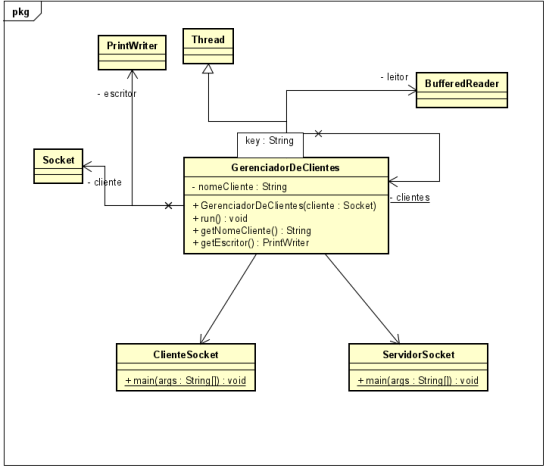 pkg
PrintWriter
Thread
- leitor
BufferedReader
- escritor
key : String
Socket
- cliente
GerenciadorDeClientes
- nomeCliente : String
- clientes
+ GerenciadorDeClientes(cliente : Socket)
+ run() : void
+ getNomeCliente() : String
+ getEscritor() : PrintWriter
ClienteSocket
+ main(args : String[]) : void
ServidorSocket
+ main(args : String[]) : void